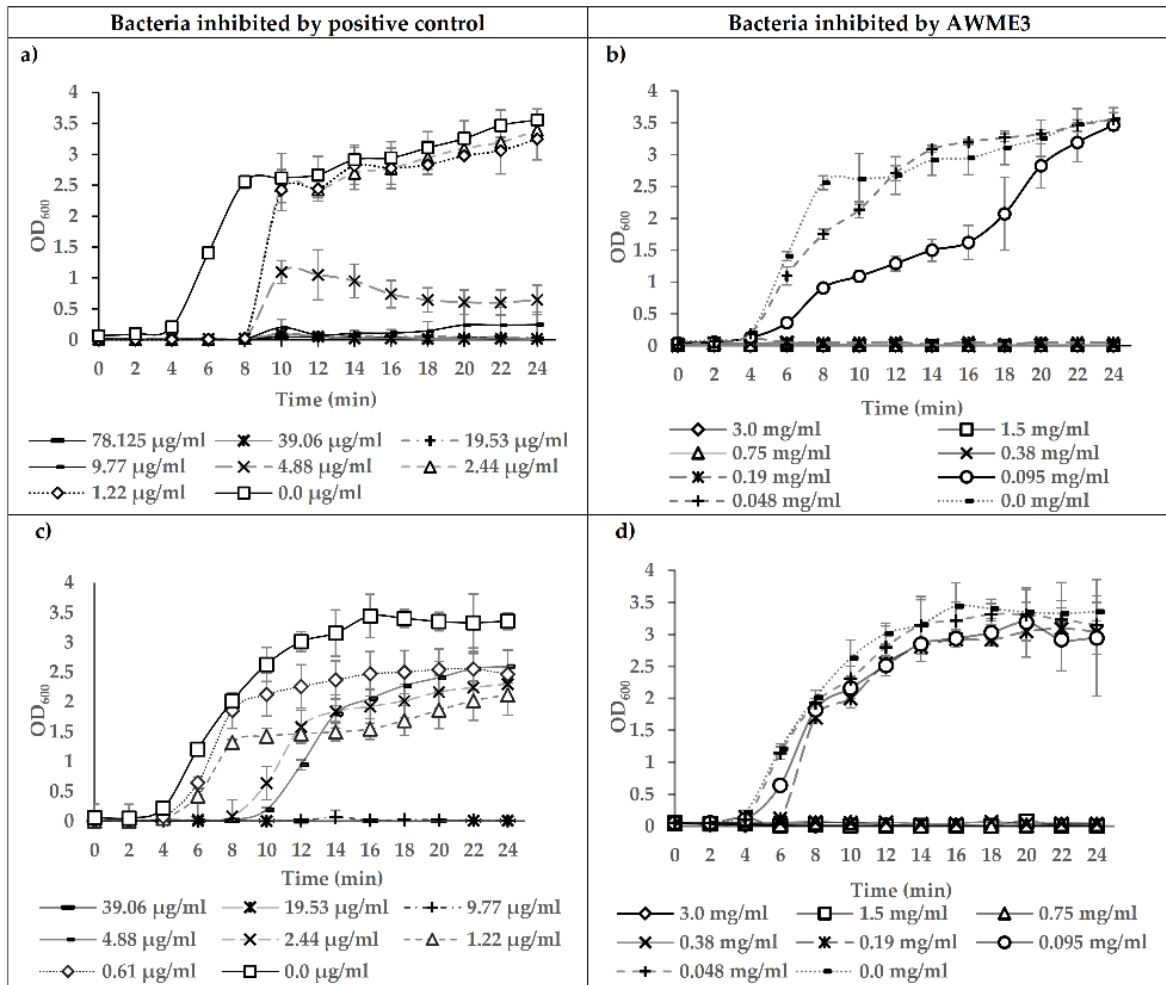 Bacteria inhibited by positive control
Bacteria inhibited by AWME3
a)
4
3.5
3
2.5
2
1.5
1
0.5
0
OD600
0 2 4 6 8 10 12 14 16 18 20 22 24
Time (min)
78.125 µg/ml 39.06 µg/ml 19.53 µg/ml
9.77 µg/ml 4.88 µg/ml 2.44 µg/ml
1.22 µg/ml 0.0 µg/ml
b)
4
3.5
3
2.5
2
1.5
1
0.5
0
OD600
0 2 4 6 8 10 12 14 16 18 20 22 24
Time (min)
3.0 mg/ml 1.5 mg/ml
0.75 mg/ml 0.38 mg/ml
0.19 mg/ml 0.095 mg/ml
0.048 mg/ml 0.0 mg/ml
c)
4
3.5
3
2.5
2
1.5
1
0.5
0
OD600
0 2 4 6 8 10 12 14 16 18 20 22 24
Time (min)
39.06 µg/ml 19.53 µg/ml 9.77 µg/ml
4.88 µg/ml 2.44 µg/ml 1.22 µg/ml
0.61 µg/ml 0.0 µg/ml
d)
4
3.5
3
2.5
2
1.5
1
0.5
0
OD600
0 2 4 6 8 10 12 14 16 18 20 22 24
Time (min)
3.0 mg/ml 1.5 mg/ml 0.75 mg/ml
0.38 mg/ml 0.19 mg/ml 0.095 mg/ml
0.048 mg/ml 0.0 mg/ml